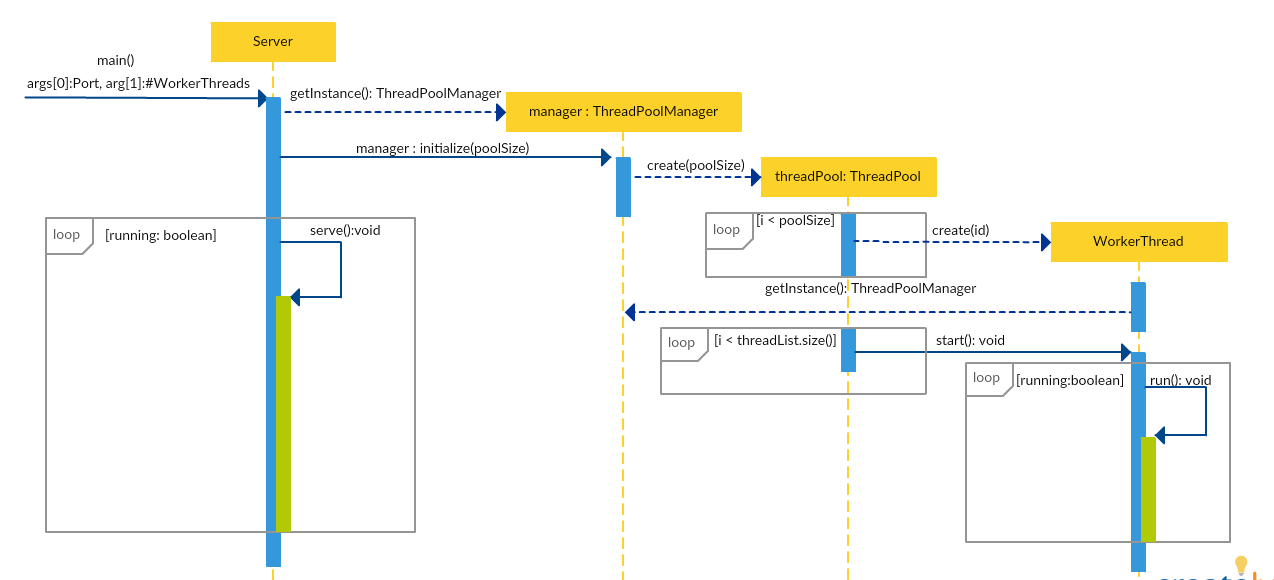 Server
main()
args[0]:Port, arg[1]:#WorkerThreads
getInstance(): ThreadPoolManager
manager : ThreadPoolManager
manager : initialize(poolSize)
create(poolSize)
threadPool: ThreadPool
loop
[running: boolean]
serve():void
loop
[i < poolSize]
create(id)
WorkerThread
getInstance(): ThreadPoolManager
loop
[i < threadList.size()]
start(): void
loop
[running:boolean]
run(): void